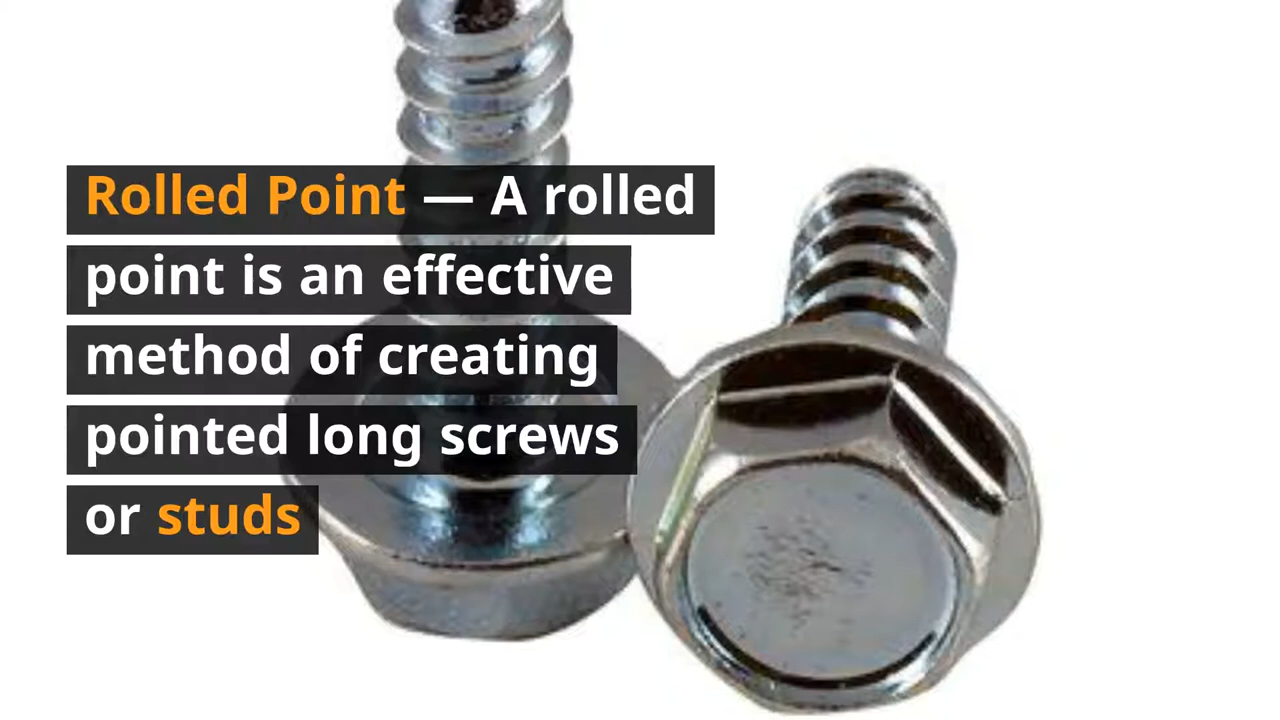 Rolled Point — A rolled
point is an effective
method of creating
pointed long screws
or studs